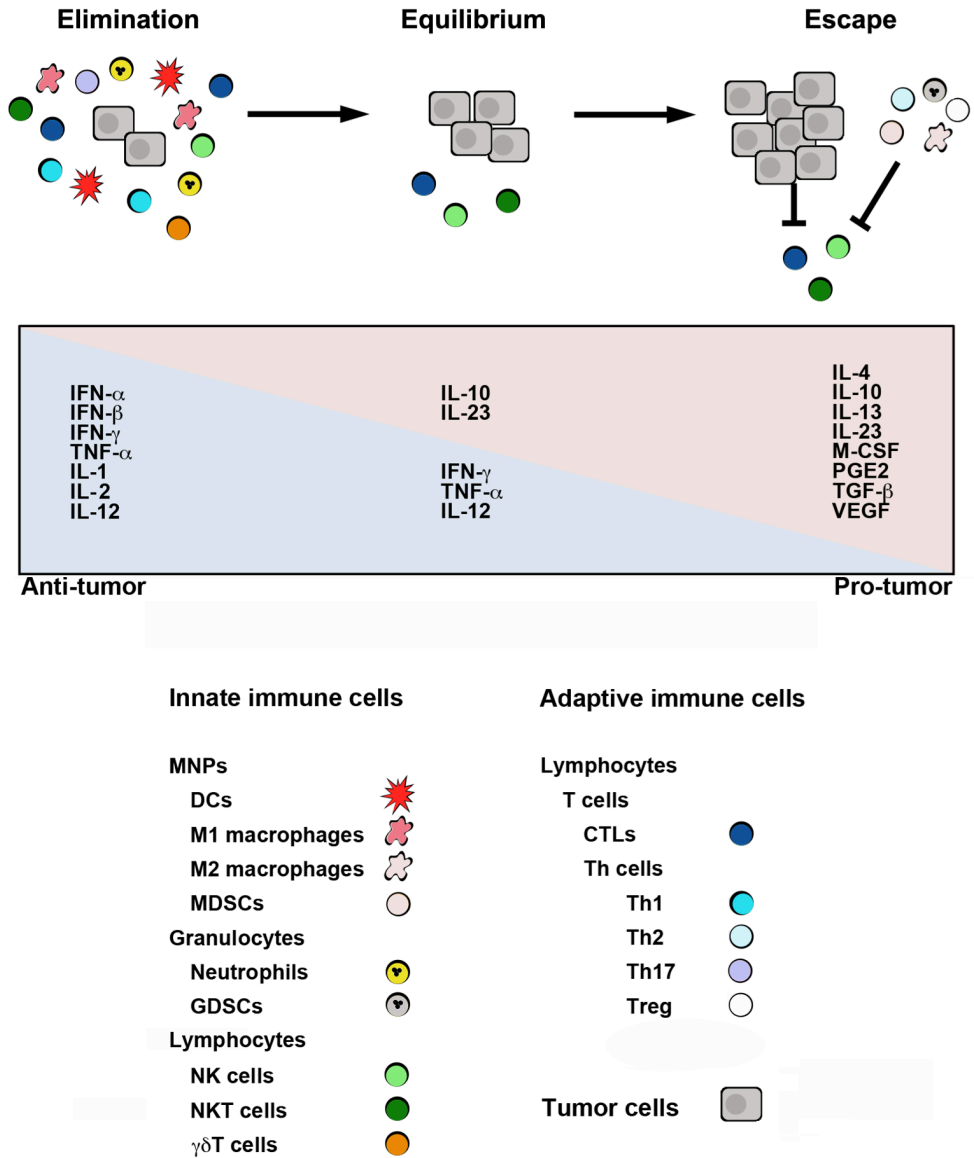 Elimination
Equilibrium
Escape
IFN-α
IFN-β
IFN-γ
TNF-α
IL-1
IL-2
IL-12
IL-10
IL-23
IFN-γ
TNF-α
IL-12
IL-4
IL-10
IL-13
IL-23
M-CSF
PGE2
TGF-β
VEGF
Anti-tumor
Pro-tumor
Innate immune cells
MNPs
DCs
M1 macrophages
M2 macrophages
MDSCs
Granulocytes
Neutrophils
GDSCs
Lymphocytes
NK cells
NKT cells
γδT cells
Adaptive immune cells
Lymphocytes
T cells
CTLs
Th cells
Th1
Th2
Th17
Treg
Tumor cells